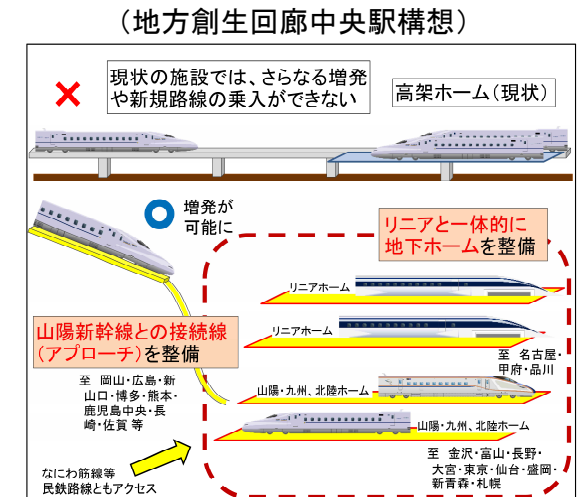 （地方創生回廊中央駅構想）
現状の施設では、さらなる増発
や新規路線の乗入ができない
高架ホーム（現状）
増発が
可能に
リニアと一体的に
地下ホームを整備
リニアホーム
リニアホーム
至 名古屋・
甲府・品川
山陽新幹線との接続線
（アプローチ）を整備
至 岡山・広島・新
山口・博多・熊本・
鹿児島中央・長
崎・佐賀 等
山陽・九州、北陸ホーム
山陽・九州、北陸ホーム
至 金沢・富山・長野・
大宮・東京・仙台・盛岡・
新青森・札幌
なにわ筋線等
民鉄路線ともアクセス